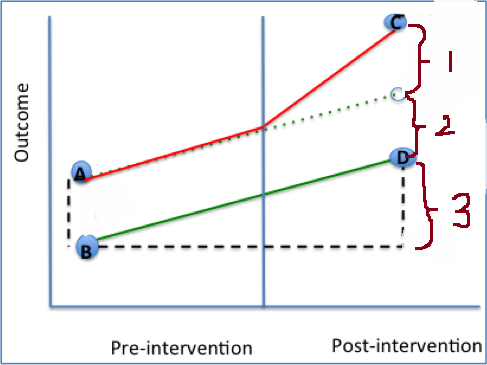 C
1
C
Outcome
2
D
A
3
B
Pre-intervention
Post-intervention